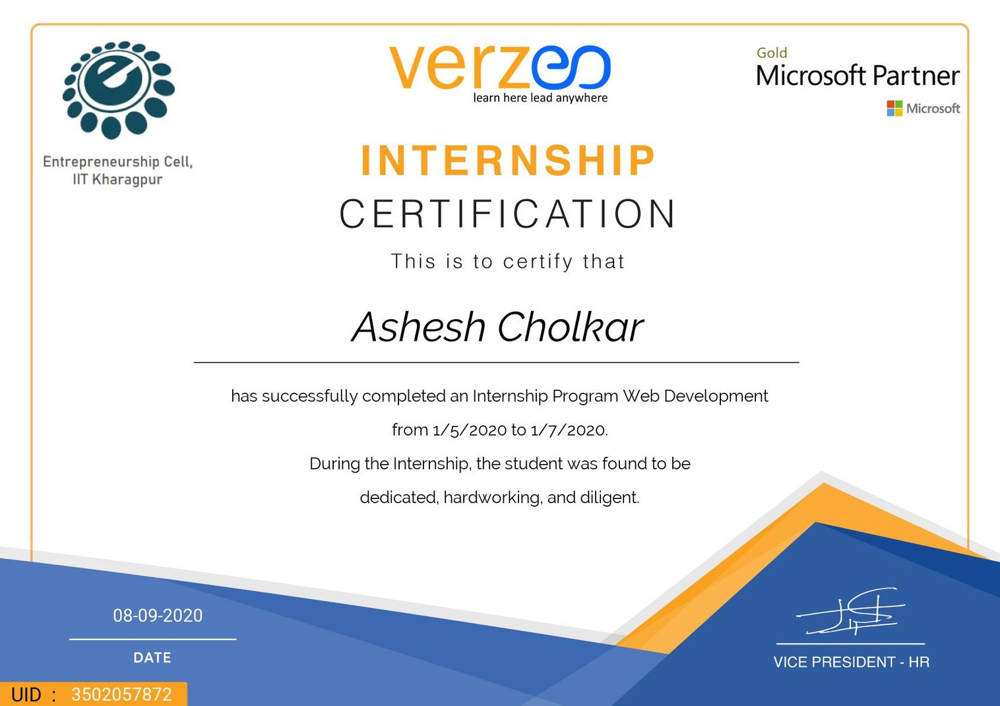 verzeo
learn here lead anywhere
Gold
Microsoft Partner
Microsoft
Entrepreneurship Cell,
IIT Kharagpur
INTERNSHIP
CERTIFICATION
This is to certify that
Ashesh Cholkar
has successfully completed an Internship Program Web Development
from 1/5/2020 to 1/7/2020.
During the Internship, the student was found to be
dedicated, hardworking, and diligent.
08-09-2020
DATE
VICE PRESIDENT - HR
UID : 3502057872